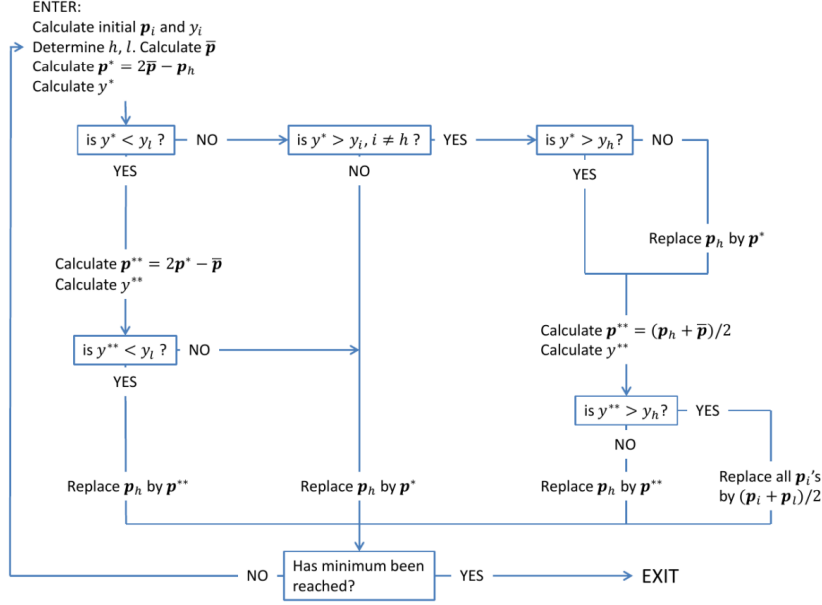 ENTER:
Calculate initial 𝒑ᵢ and 𝑦ᵢ
Determine ℎ, 𝑙. Calculate 𝒑̅
Calculate 𝒑* = 2𝒑̅ − 𝒑ₕ
Calculate 𝑦*
is 𝑦* < 𝑦ₗ ?
NO
is 𝑦* > 𝑦ᵢ, 𝑖 ≠ ℎ ?
YES
is 𝑦* > 𝑦ₕ?
NO
YES
NO
YES
Replace 𝒑ₕ by 𝒑*
Calculate 𝒑** = 2𝒑* − 𝒑̅
Calculate 𝑦**
Calculate 𝒑** = (𝒑ₕ + 𝒑̅)/2
Calculate 𝑦**
is 𝑦** < 𝑦ₗ ?
NO
YES
is 𝑦** > 𝑦ₕ?
YES
NO
Replace 𝒑ₕ by 𝒑**
Replace 𝒑ₕ by 𝒑*
Replace 𝒑ₕ by 𝒑**
Replace all 𝒑ᵢ's
by (𝒑ᵢ + 𝒑ₗ)/2
NO
Has minimum been
reached?
YES
EXIT